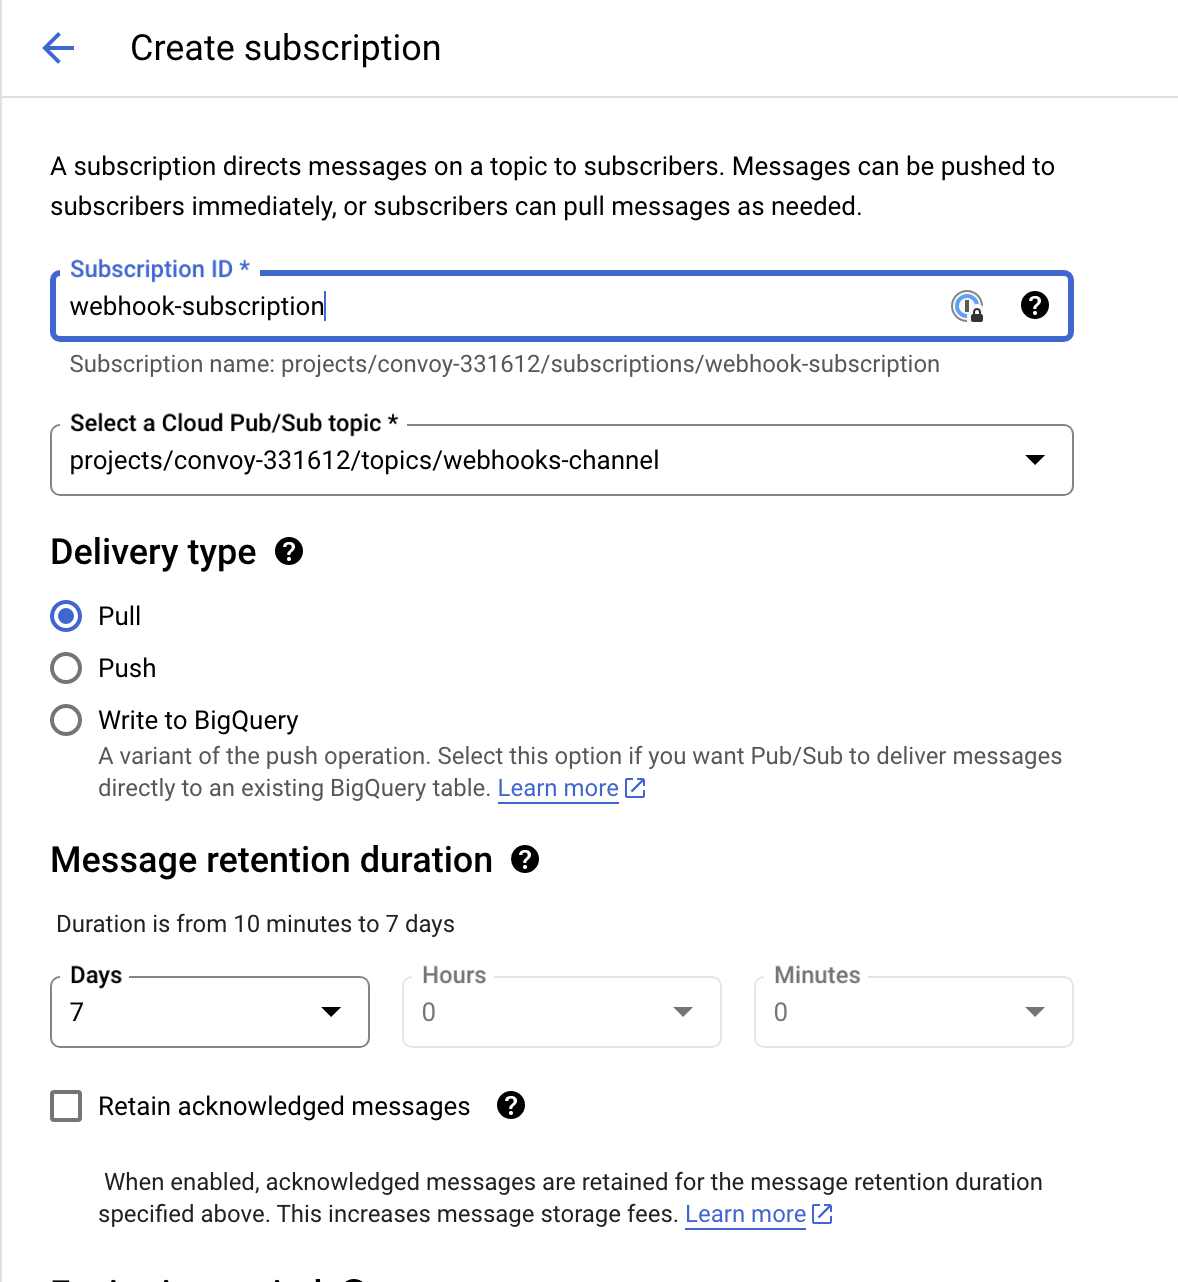 Create subscription
A subscription directs messages on a topic to subscribers. Messages can be pushed to
subscribers immediately, or subscribers can pull messages as needed.
Subscription ID *
webhook-subscription
Subscription name: projects/convoy-331612/subscriptions/webhook-subscription
Select a Cloud Pub/Sub topic *
projects/convoy-331612/topics/webhooks-channel
Delivery type
Pull
Push
Write to BigQuery
A variant of the push operation. Select this option if you want Pub/Sub to deliver messages
directly to an existing BigQuery table. Learn more
Message retention duration
Duration is from 10 minutes to 7 days
Days Hours Minutes
7 0 0
Retain acknowledged messages
When enabled, acknowledged messages are retained for the message retention duration
specified above. This increases message storage fees. Learn more